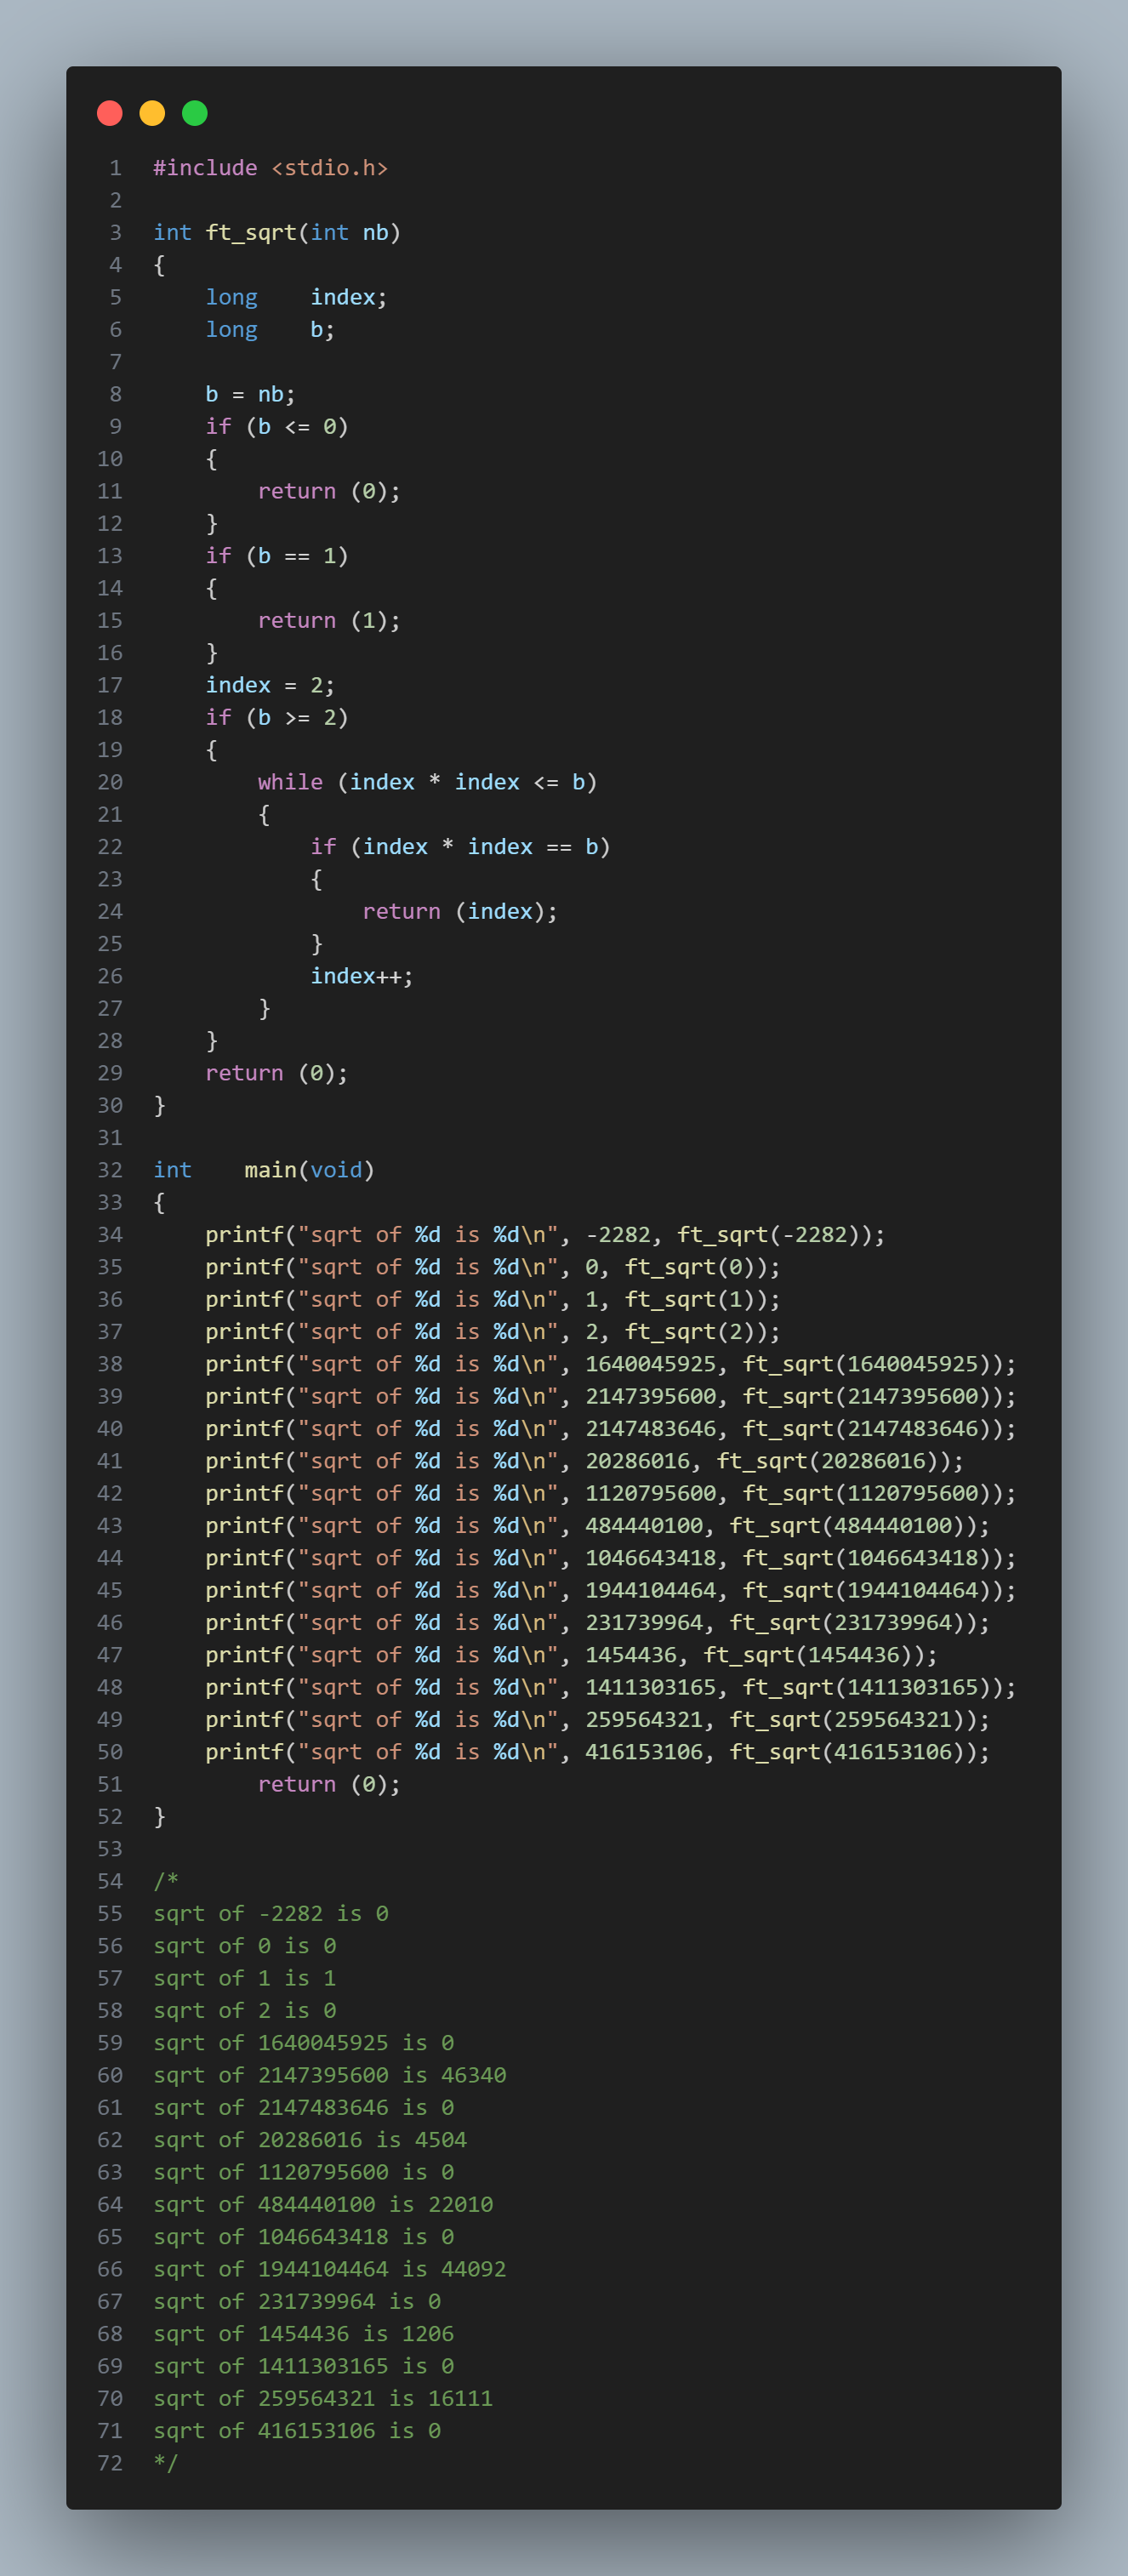 1 #include <stdio.h>
2
3 int ft_sqrt(int nb)
4 {
5     long    index;
6     long    b;
7
8     b = nb;
9     if (b <= 0)
10     {
11         return (0);
12     }
13     if (b == 1)
14     {
15         return (1);
16     }
17     index = 2;
18     if (b >= 2)
19     {
20         while (index * index <= b)
21         {
22             if (index * index == b)
23             {
24                 return (index);
25             }
26             index++;
27         }
28     }
29     return (0);
30 }
31
32 int    main(void)
33 {
34     printf("sqrt of %d is %d\n", -2282, ft_sqrt(-2282));
35     printf("sqrt of %d is %d\n", 0, ft_sqrt(0));
36     printf("sqrt of %d is %d\n", 1, ft_sqrt(1));
37     printf("sqrt of %d is %d\n", 2, ft_sqrt(2));
38     printf("sqrt of %d is %d\n", 1640045925, ft_sqrt(1640045925));
39     printf("sqrt of %d is %d\n", 2147395600, ft_sqrt(2147395600));
40     printf("sqrt of %d is %d\n", 2147483646, ft_sqrt(2147483646));
41     printf("sqrt of %d is %d\n", 20286016, ft_sqrt(20286016));
42     printf("sqrt of %d is %d\n", 1120795600, ft_sqrt(1120795600));
43     printf("sqrt of %d is %d\n", 484440100, ft_sqrt(484440100));
44     printf("sqrt of %d is %d\n", 1046643418, ft_sqrt(1046643418));
45     printf("sqrt of %d is %d\n", 1944104464, ft_sqrt(1944104464));
46     printf("sqrt of %d is %d\n", 231739964, ft_sqrt(231739964));
47     printf("sqrt of %d is %d\n", 1454436, ft_sqrt(1454436));
48     printf("sqrt of %d is %d\n", 1411303165, ft_sqrt(1411303165));
49     printf("sqrt of %d is %d\n", 259564321, ft_sqrt(259564321));
50     printf("sqrt of %d is %d\n", 416153106, ft_sqrt(416153106));
51         return (0);
52 }
53
54 /*
55 sqrt of -2282 is 0
56 sqrt of 0 is 0
57 sqrt of 1 is 1
58 sqrt of 2 is 0
59 sqrt of 1640045925 is 0
60 sqrt of 2147395600 is 46340
61 sqrt of 2147483646 is 0
62 sqrt of 20286016 is 4504
63 sqrt of 1120795600 is 0
64 sqrt of 484440100 is 22010
65 sqrt of 1046643418 is 0
66 sqrt of 1944104464 is 44092
67 sqrt of 231739964 is 0
68 sqrt of 1454436 is 1206
69 sqrt of 1411303165 is 0
70 sqrt of 259564321 is 16111
71 sqrt of 416153106 is 0
72 */